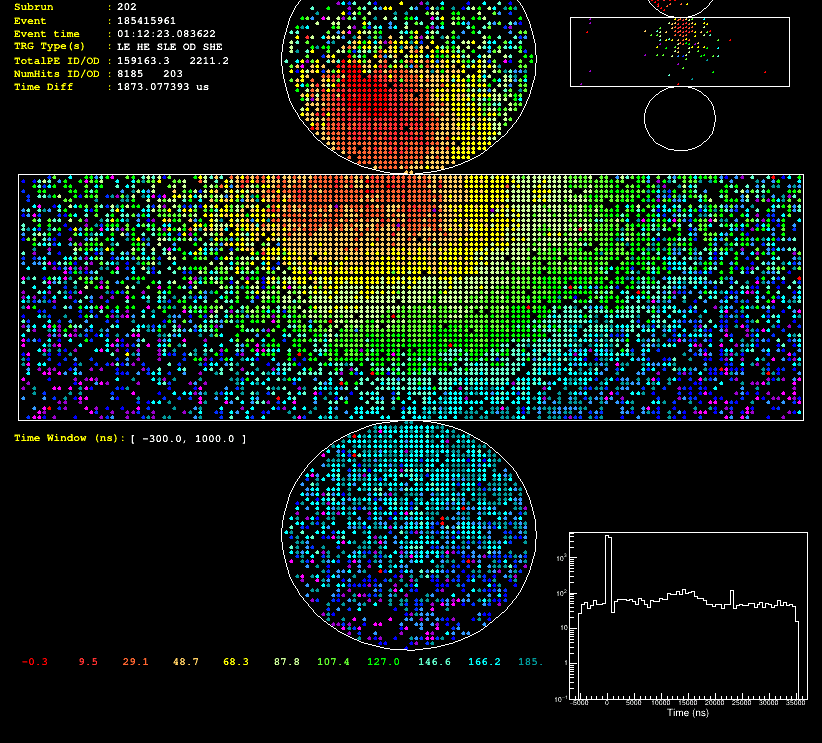 Subrun : 202
Event : 185415961
Event time : 01:12:23.083622
TRG Type(s) : LE HE SLE OD SHE
TotalPE ID/OD : 159163.3 2211.2
NumHits ID/OD : 8185 203
Time Diff : 1873.077393 us
Time Window (ns): [ -300.0, 1000.0 ]
10³
10²
10
1
10⁻¹
-5000 0 5000 10000 15000 20000 25000 30000 35000
Time (ns)
-0.3 9.5 29.1 48.7 68.3 87.8 107.4 127.0 146.6 166.2 185.